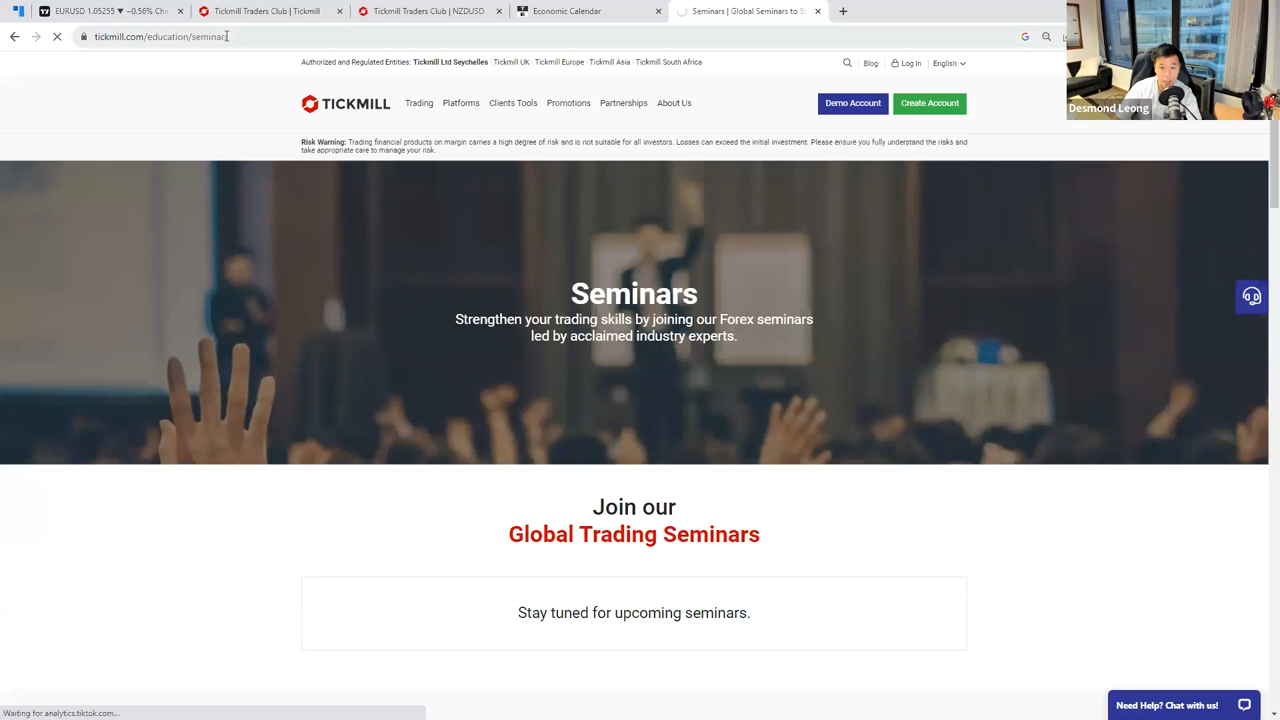 EURUSD 1.05255 ▼ −0.56% Ch
Tickmill Traders Club | Tickmill
Tickmill Traders Club | NZDUSD
Economic Calendar
Seminars | Global Seminars to S
tickmill.com/education/seminars
Authorized and Regulated Entities: Tickmill Ltd Seychelles | Tickmill UK | Tickmill Europe | Tickmill Asia | Tickmill South Africa
Blog
Log In
English
TICKMILL
Trading
Platforms
Clients Tools
Promotions
Partnerships
About Us
Demo Account
Create Account
Desmond Leong
Risk Warning: Trading financial products on margin carries a high degree of risk and is not suitable for all investors. Losses can exceed the initial investment. Please ensure you fully understand the risks and
take appropriate care to manage your risk.
Seminars
Strengthen your trading skills by joining our Forex seminars
led by acclaimed industry experts.
Join our
Global Trading Seminars
Stay tuned for upcoming seminars.
Need Help? Chat with us!
Waiting for analytics.tiktok.com...